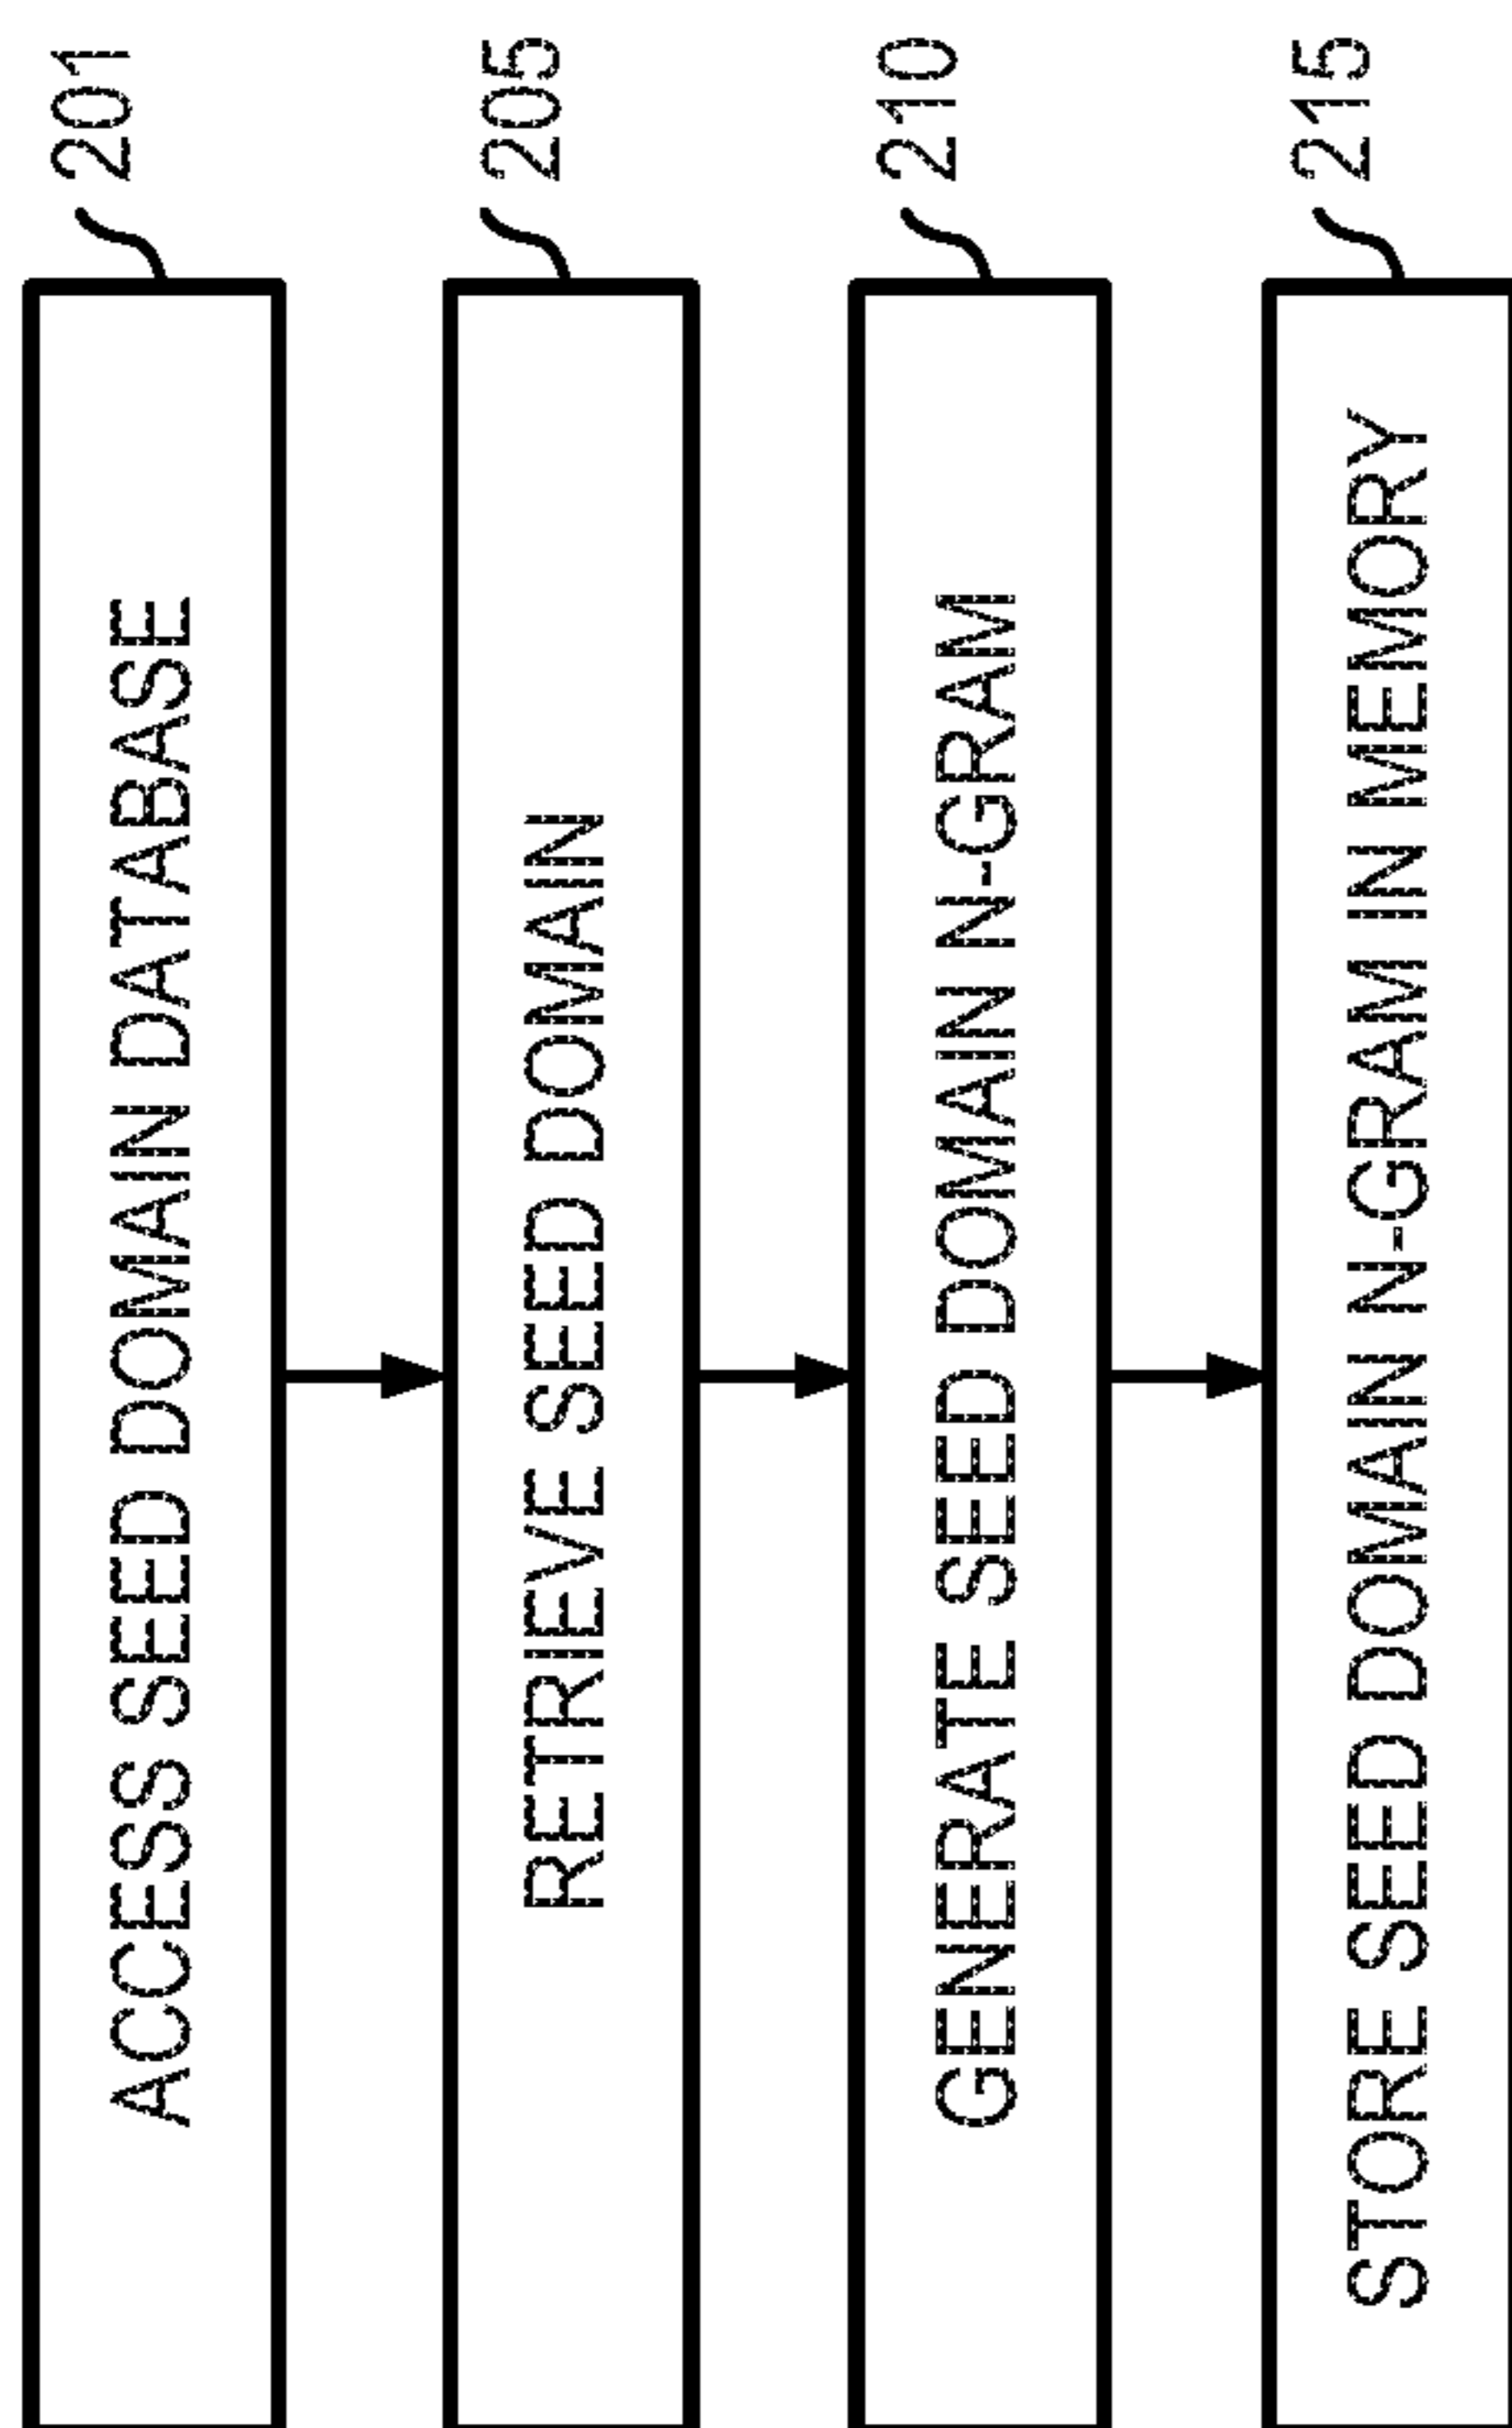 ACCESS SEED DOMAIN DATABASE
201
RETRIEVE SEED DOMAIN
205
GENERATE SEED DOMAIN N-GRAM
210
STORE SEED DOMAIN N-GRAM IN MEMORY
215